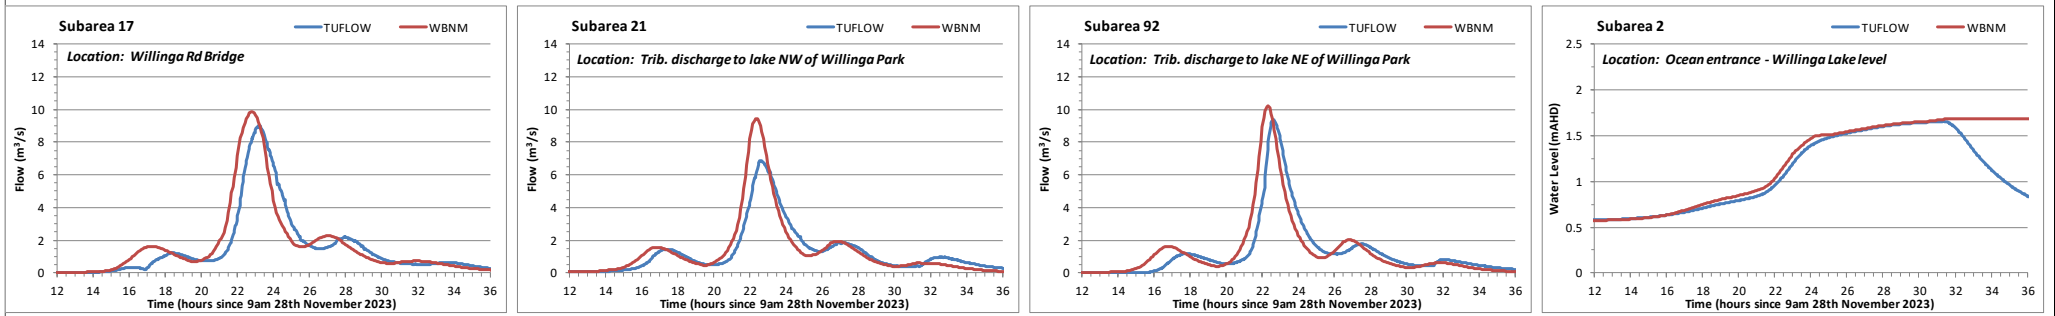 Subarea 17 TUFLOW WBNM
Location: Willinga Rd Bridge
Flow (m³/s)
14
12
10
8
6
4
2
0
12 14 16 18 20 22 24 26 28 30 32 34 36
Time (hours since 9am 28th November 2023)
Subarea 21 TUFLOW WBNM
Location: Trib. discharge to lake NW of Willinga Park
Flow (m³/s)
14
12
10
8
6
4
2
0
12 14 16 18 20 22 24 26 28 30 32 34 36
Time (hours since 9am 28th November 2023)
Subarea 92 TUFLOW WBNM
Location: Trib. discharge to lake NE of Willinga Park
Flow (m³/s)
14
12
10
8
6
4
2
0
12 14 16 18 20 22 24 26 28 30 32 34 36
Time (hours since 9am 28th November 2023)
Subarea 2 TUFLOW WBNM
Location: Ocean entrance - Willinga Lake level
Water Level (mAHD)
2.5
2
1.5
1
0.5
0
12 14 16 18 20 22 24 26 28 30 32 34 36
Time (hours since 9am 28th November 2023)